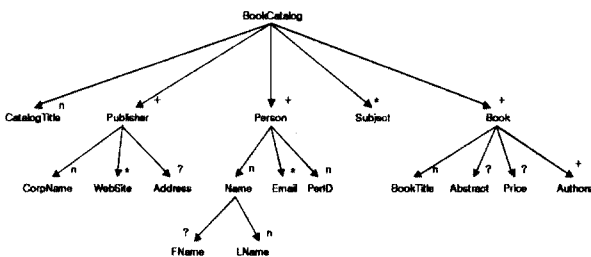 BookCatalog
n + + * +
CatalogTitle Publisher Person Subject Book
n * ? n * n n ? ? +
CorpName WebSite Address Name Email PerID BookTitle Abstract Price Authors
? n
FName LName